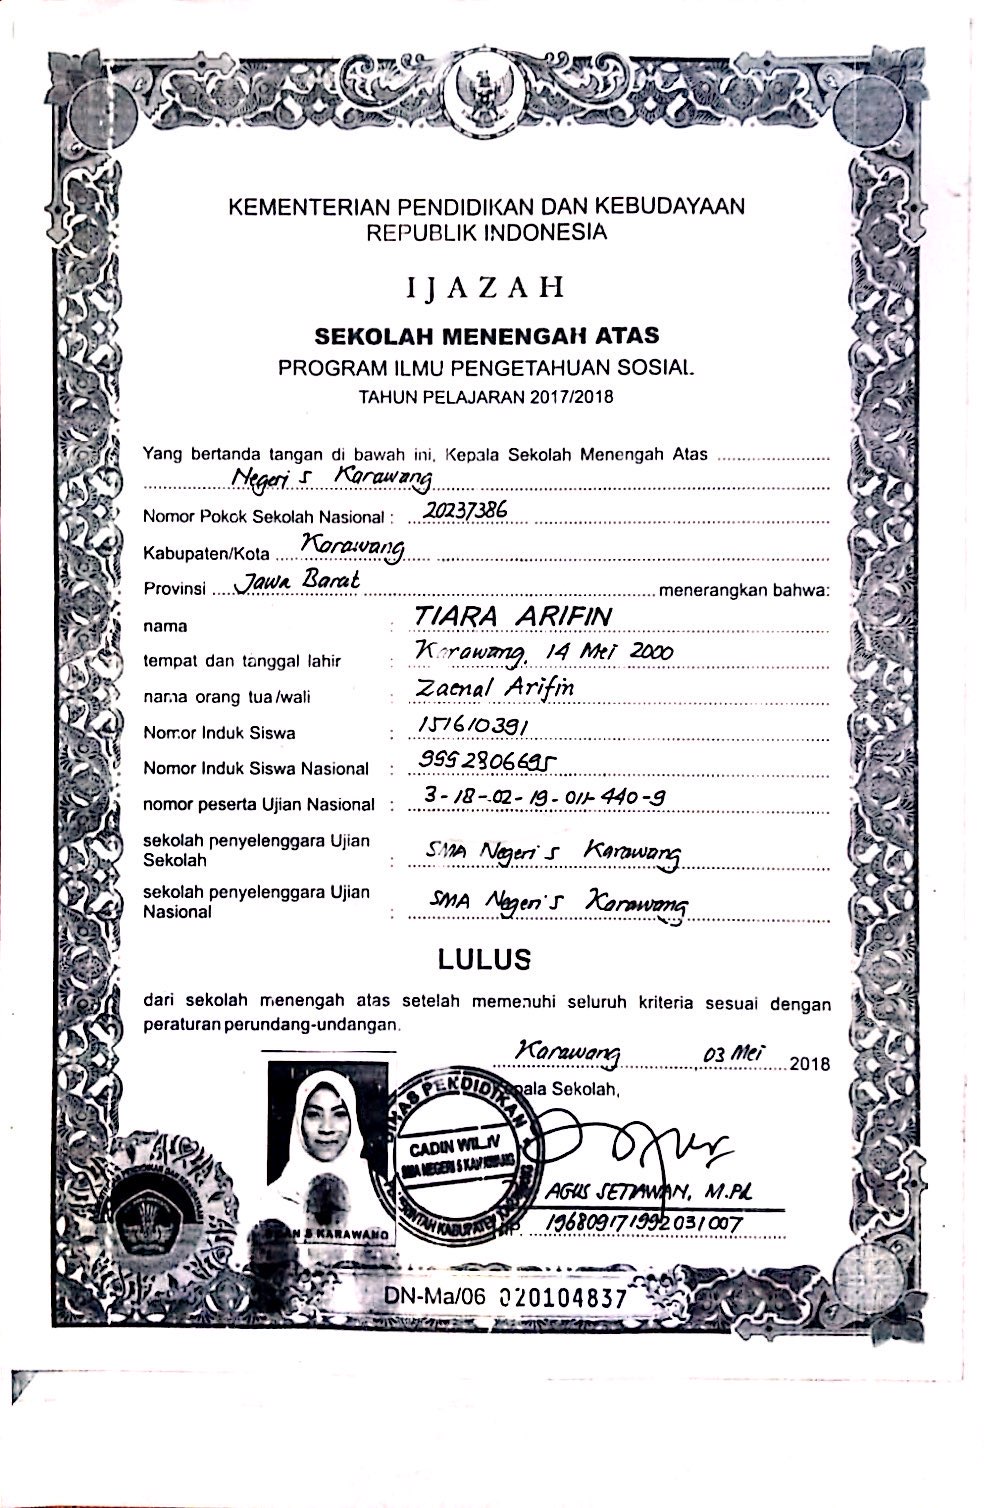 KEMENTERIAN PENDIDIKAN DAN KEBUDAYAAN
REPUBLIK INDONESIA
IJAZAH
SEKOLAH MENENGAH ATAS
PROGRAM ILMU PENGETAHUAN SOSIAL
TAHUN PELAJARAN 2017/2018
Yang bertanda tangan di bawah ini, Kepala Sekolah Menengah Atas
Negeri 5 Karawang
Nomor Pokok Sekolah Nasional : 20237386
Kabupaten/Kota Karawang
Provinsi Jawa Barat menerangkan bahwa:
nama : TIARA ARIFIN
tempat dan tanggal lahir : Karawang, 14 Mei 2000
nama orang tua/wali : Zaenal Arifin
Nomor Induk Siswa : 151610391
Nomor Induk Siswa Nasional : 9992806695
nomor peserta Ujian Nasional : 3-18-02-19-011-440-9
sekolah penyelenggara Ujian
Sekolah : SMA Negeri 5 Karawang
sekolah penyelenggara Ujian
Nasional : SMA Negeri 5 Karawang
LULUS
dari sekolah menengah atas setelah memenuhi seluruh kriteria sesuai dengan
peraturan perundang-undangan.
Karawang, 03 Mei 2018
pala Sekolah,
DINAS PENDIDIKAN
CADIN WIL.IV
SMA NEGERI 5 KARAWANG
KABUPATEN
AGUS SETIAWAN, M.Pd
196809171992031007
5 KARAWANG
DN-Ma/06 020104837